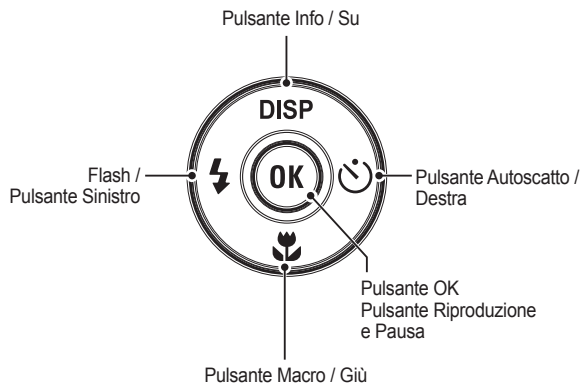 Pulsante Info / Su
DISP
Flash /
Pulsante Sinistro
OK
Pulsante Autoscatto /
Destra
Pulsante OK
Pulsante Riproduzione
e Pausa
Pulsante Macro / Giù